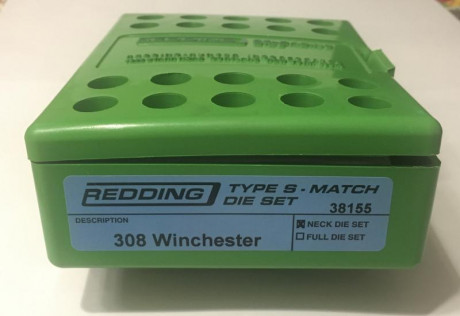 REDDING
TYPE S - MATCH
DIE SET
38155
DESCRIPTION
308 Winchester
NECK DIE SET
FULL DIE SET